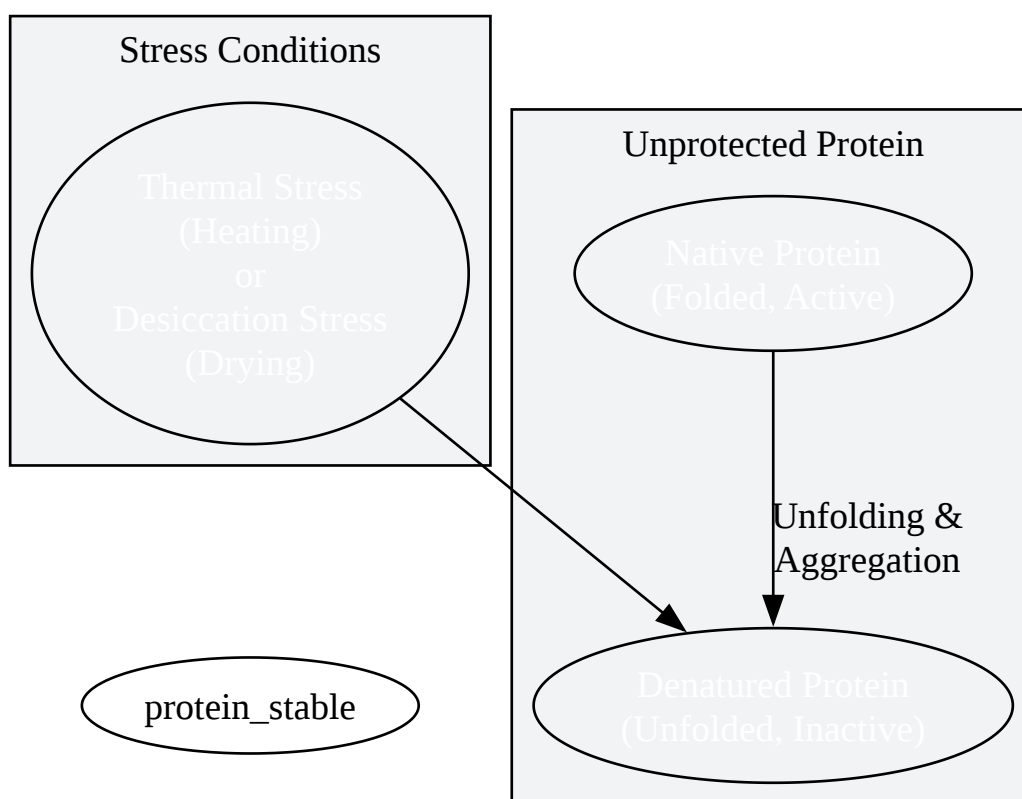 Stress Conditions
Thermal Stress
(Heating)
or
Desiccation Stress
(Drying)
Unprotected Protein
Native Protein
(Folded, Active)
Unfolding &
Aggregation
Denatured Protein
(Unfolded, Inactive)
protein_stable